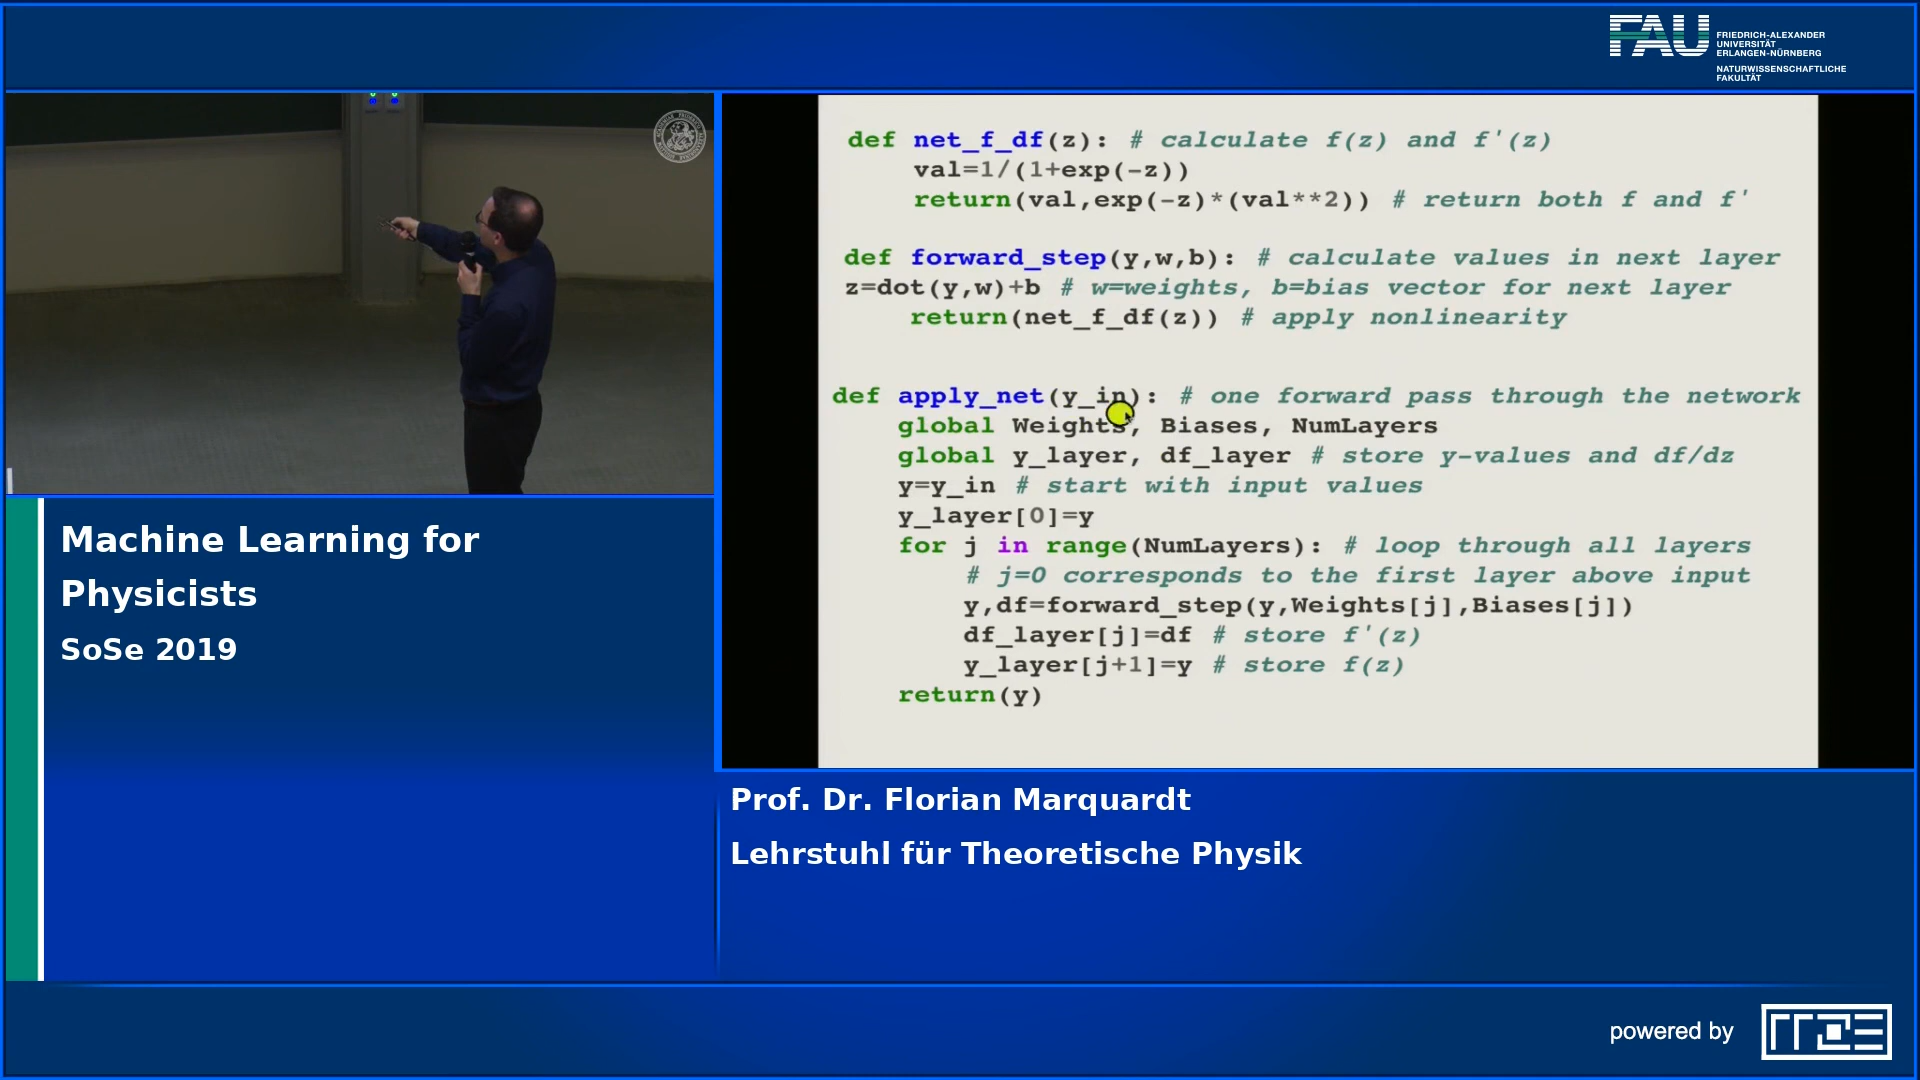 FAU FRIEDRICH-ALEXANDER
UNIVERSITÄT
ERLANGEN-NÜRNBERG
NATURWISSENSCHAFTLICHE
FAKULTÄT
def net_f_df(z): # calculate f(z) and f'(z)
val=1/(1+exp(-z))
return(val,exp(-z)*(val**2)) # return both f and f'
def forward_step(y,w,b): # calculate values in next layer
z=dot(y,w)+b # w=weights, b=bias vector for next layer
return(net_f_df(z)) # apply nonlinearity
def apply_net(y_in): # one forward pass through the network
global Weights, Biases, NumLayers
global y_layer, df_layer # store y-values and df/dz
y=y_in # start with input values
y_layer[0]=y
for j in range(NumLayers): # loop through all layers
# j=0 corresponds to the first layer above input
y,df=forward_step(y,Weights[j],Biases[j])
df_layer[j]=df # store f'(z)
y_layer[j+1]=y # store f(z)
return(y)
Machine Learning for
Physicists
SoSe 2019
Prof. Dr. Florian Marquardt
Lehrstuhl für Theoretische Physik
powered by rrze